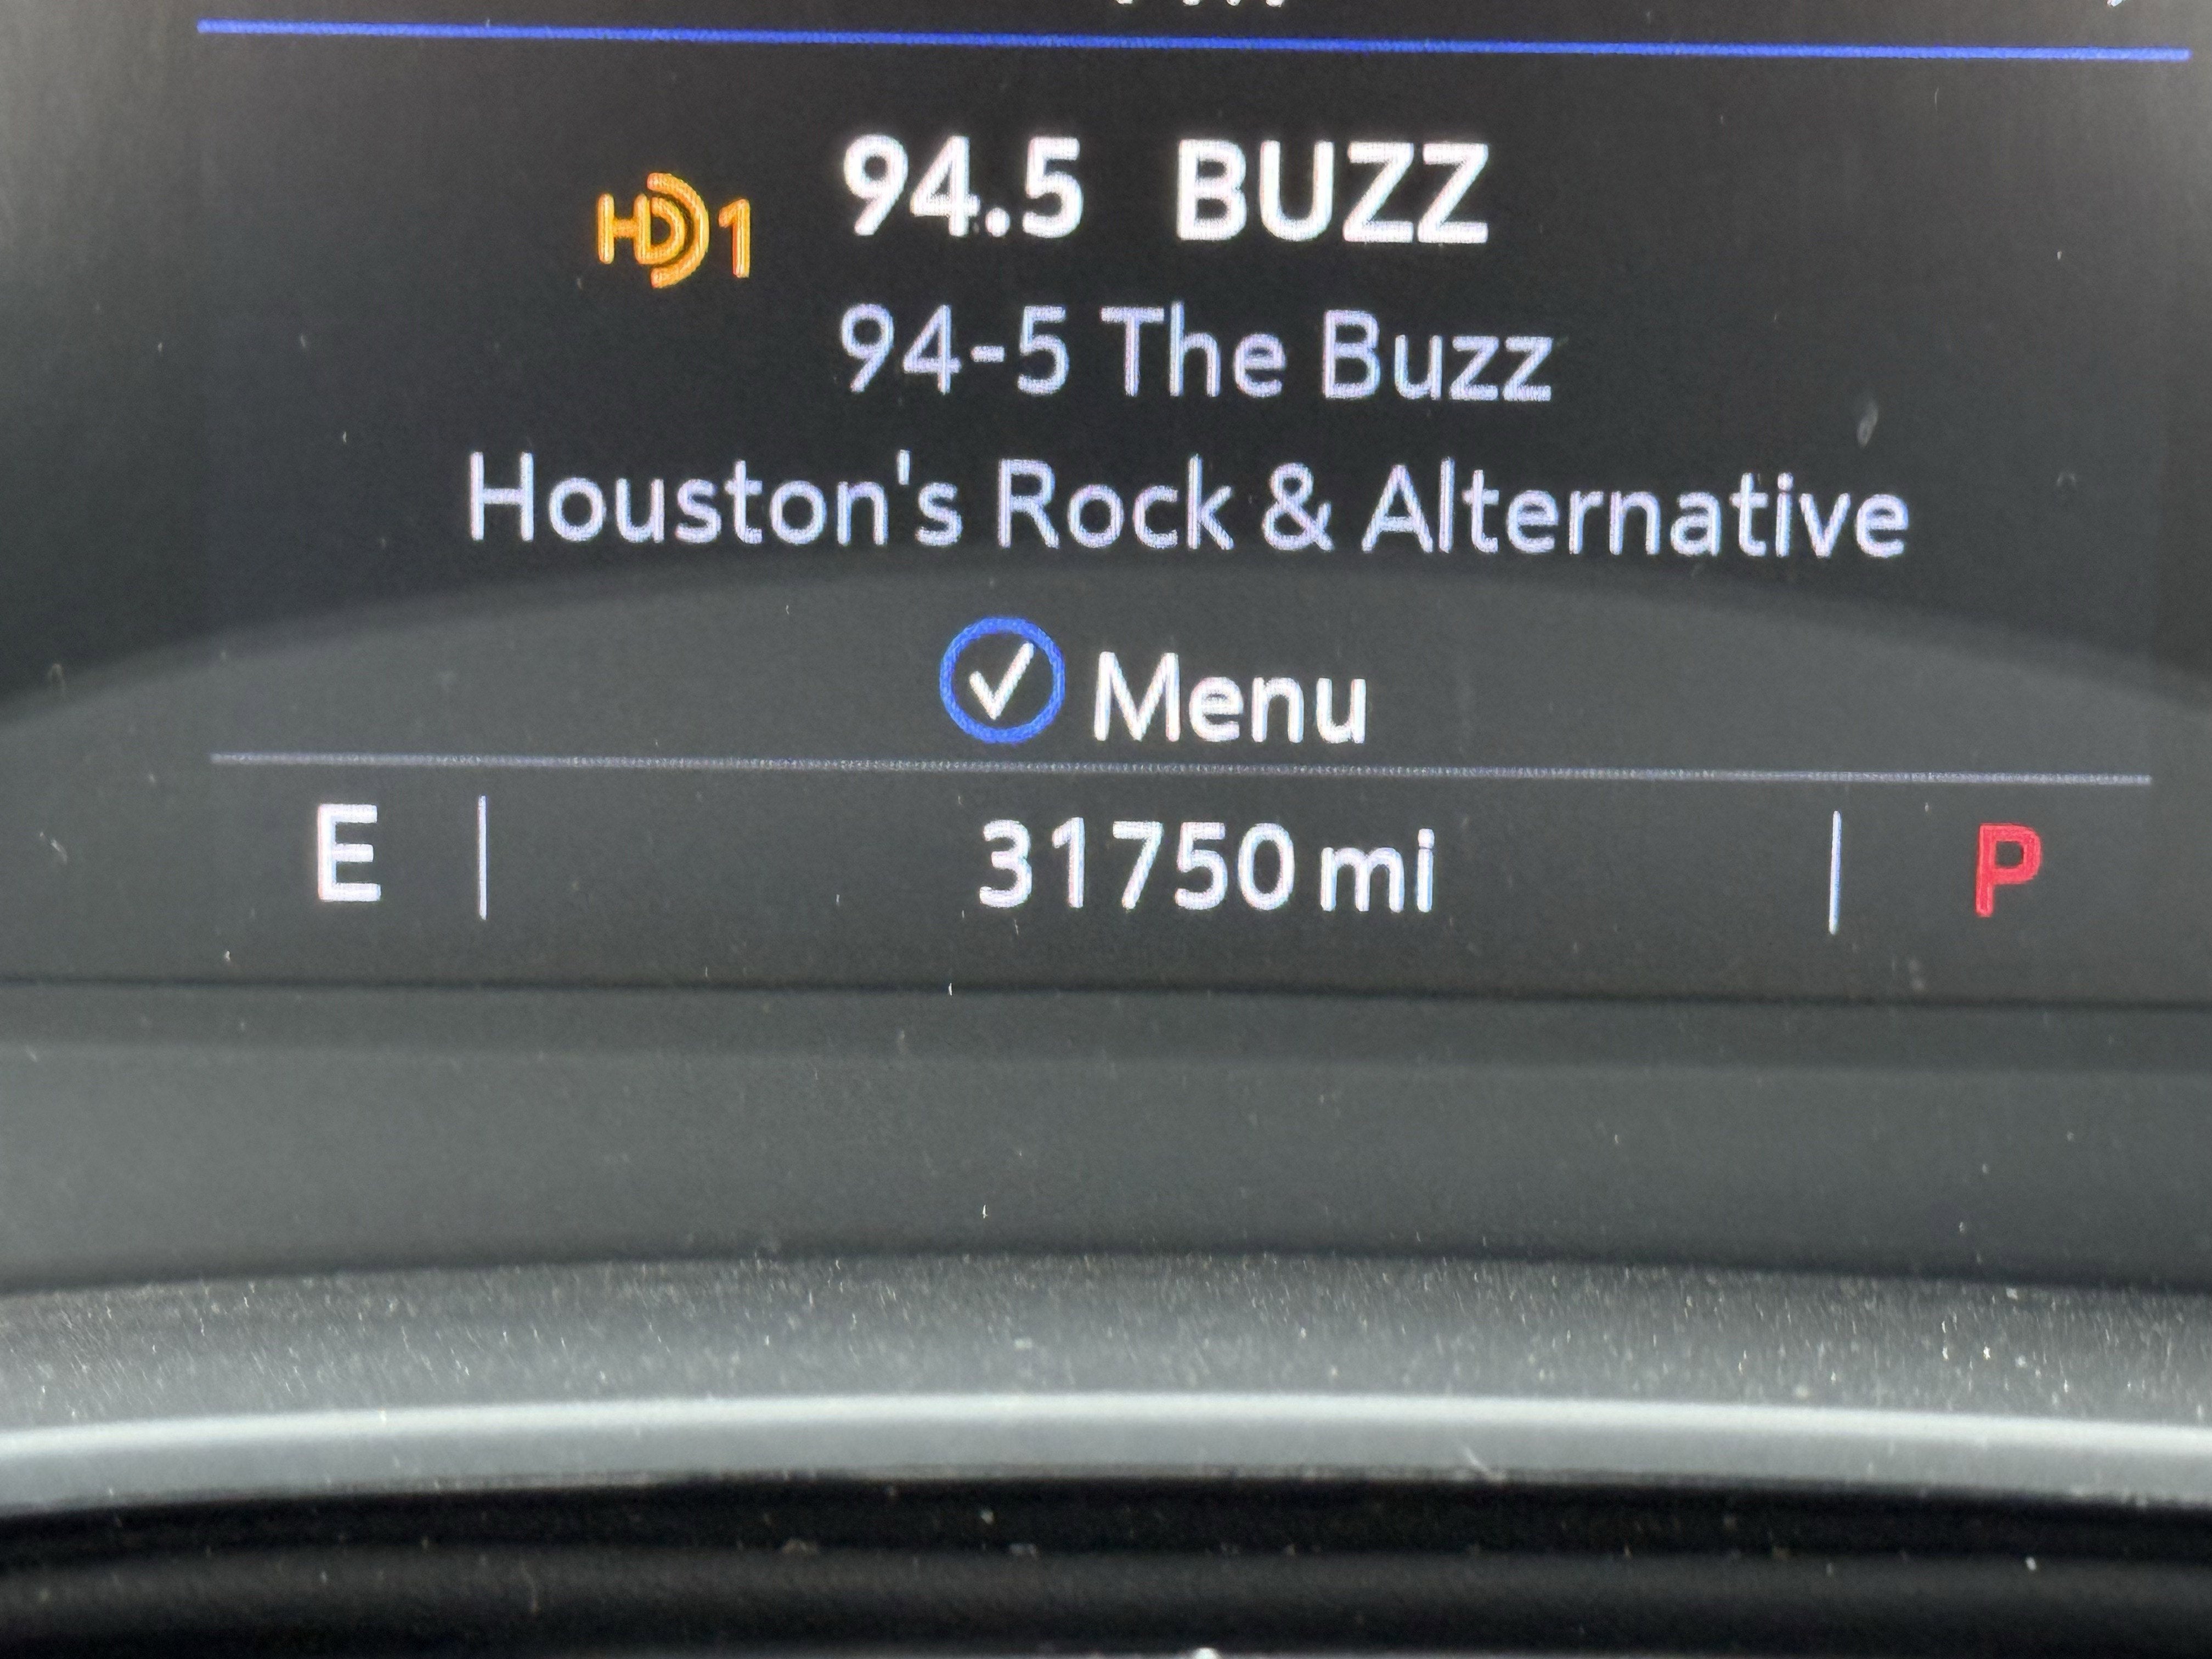 HD1 94.5 BUZZ
94-5 The Buzz
Houston's Rock & Alternative
Menu
E 31750 mi P